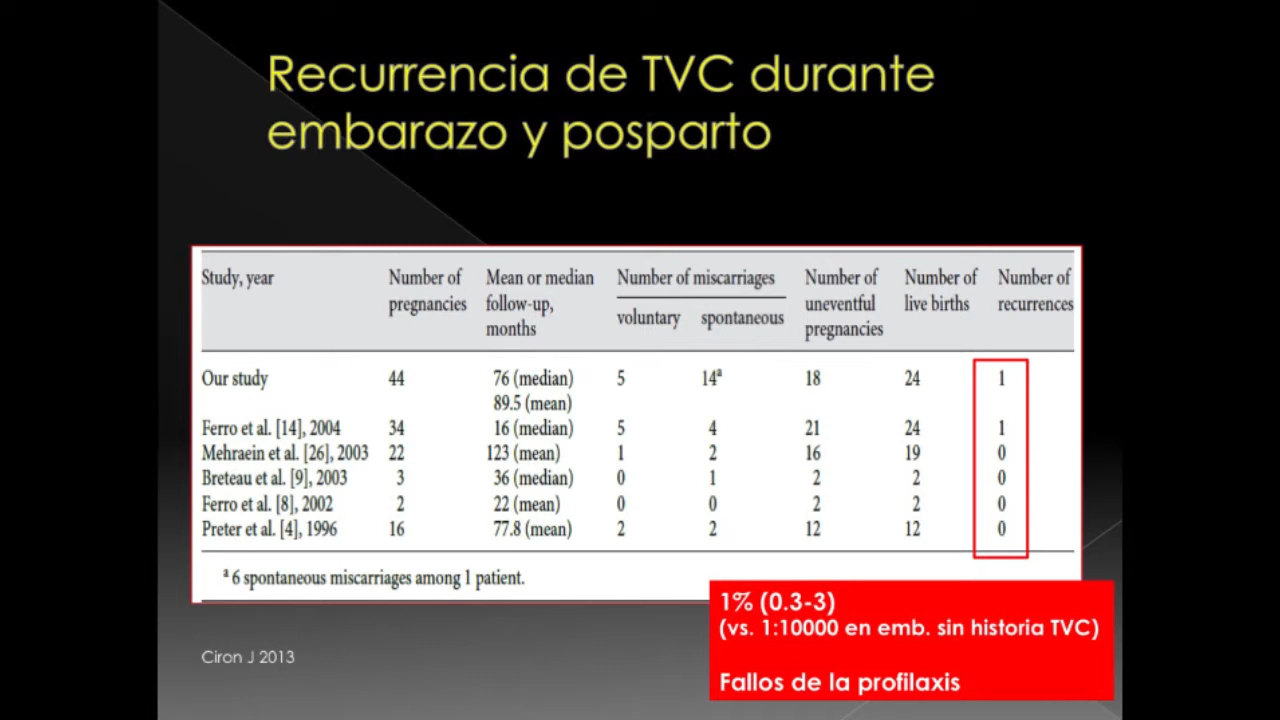 Recurrencia de TVC durante
embarazo y posparto
Study, year Number of pregnancies Mean or median follow-up, months Number of miscarriages voluntary spontaneous Number of uneventful pregnancies Number of live births Number of recurrences
Our study 44 76 (median) 5 14ª 18 24 1
89.5 (mean)
Ferro et al. [14], 2004 34 16 (median) 5 4 21 24 1
Mehraein et al. [26], 2003 22 123 (mean) 1 2 16 19 0
Breteau et al. [9], 2003 3 36 (median) 0 1 2 2 0
Ferro et al. [8], 2002 2 22 (mean) 0 0 2 2 0
Preter et al. [4], 1996 16 77.8 (mean) 2 2 12 12 0
ª 6 spontaneous miscarriages among 1 patient.
1% (0.3-3)
(vs. 1:10000 en emb. sin historia TVC)
Fallos de la profilaxis
Ciron J 2013